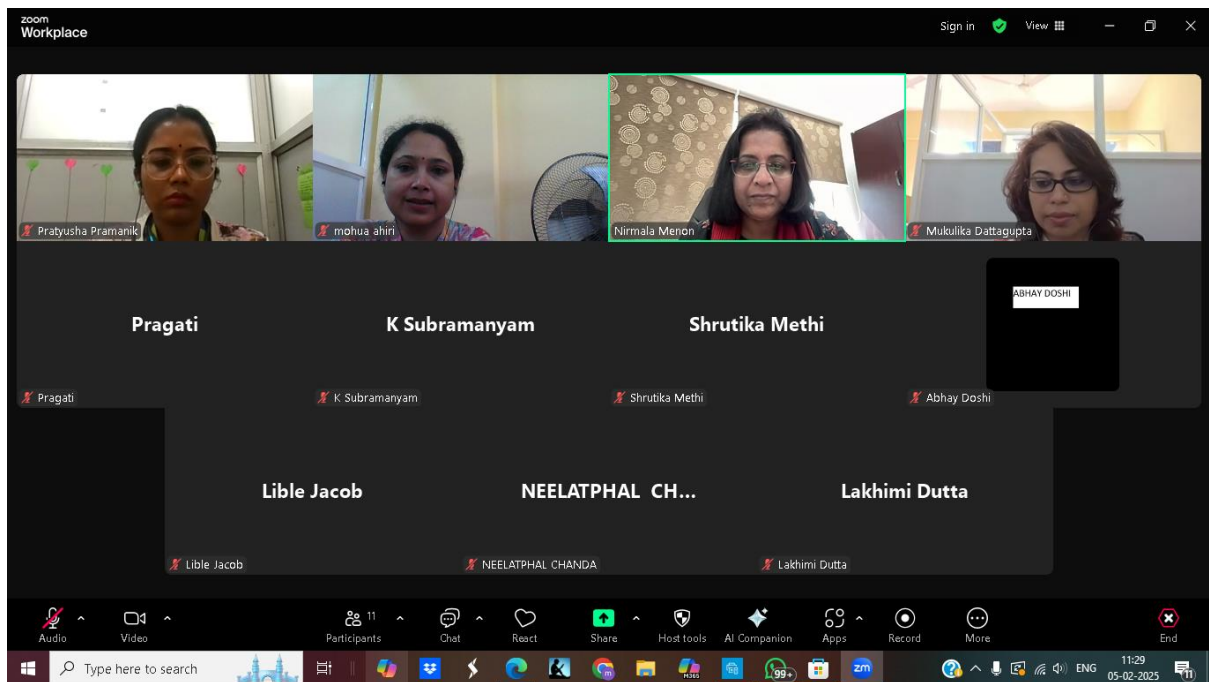 zoom
Workplace
Sign in
View
Pratyusha Pramanik
mohua ahiri
Nirmala Menon
Mukulika Dattagupta
Pragati
K Subramanyam
Shrutika Methi
ABHAY DOSHI
Pragati
K Subramanyam
Shrutika Methi
Abhay Doshi
Lible Jacob
NEELATPHAL CH...
Lakhimi Dutta
Lible Jacob
NEELATPHAL CHANDA
Lakhimi Dutta
11
Audio
Video
Participants
Chat
React
Share
Host tools
AI Companion
Apps
Record
More
End
Type here to search
M365
99+
zm
ENG
11:29
05-02-2025
11